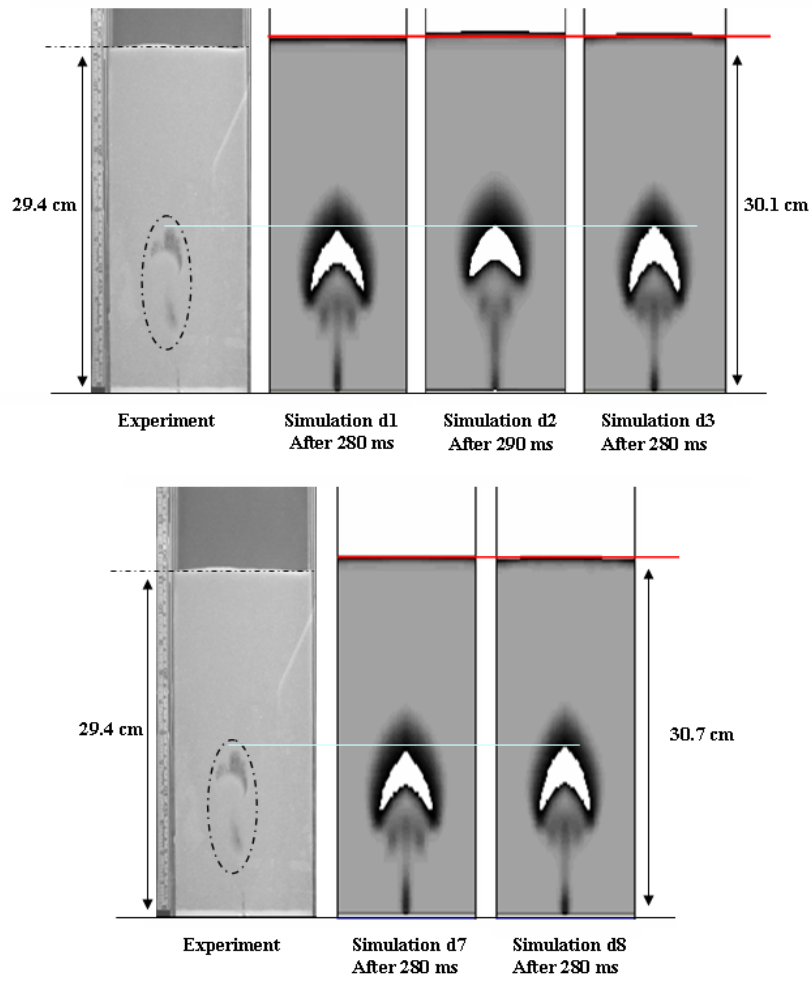 29.4 cm
30.1 cm
Experiment
Simulation d1
After 280 ms
Simulation d2
After 290 ms
Simulation d3
After 280 ms
29.4 cm
30.7 cm
Experiment
Simulation d7
After 280 ms
Simulation d8
After 280 ms